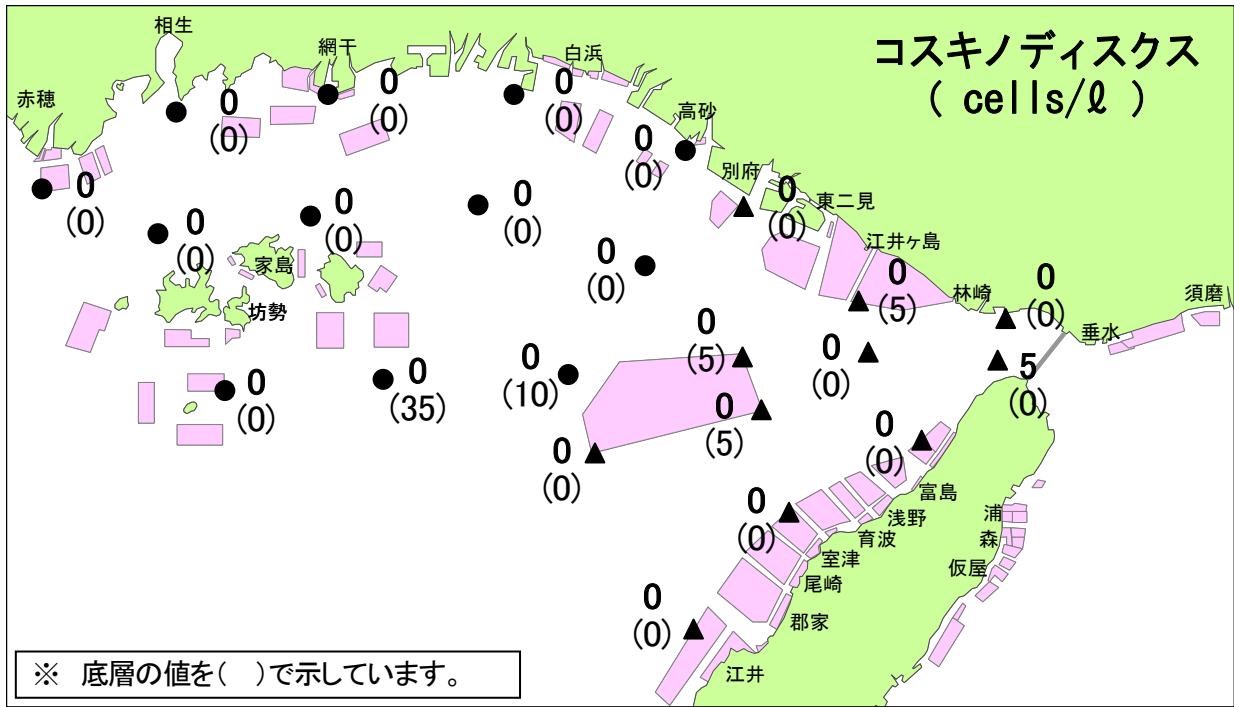 コスキノディスクス
( cells/ℓ )
相生
網干
白浜
赤穂
高砂
別府
東二見
江井ヶ島
林崎
須磨
垂水
家島
坊勢
富島
浅野
育波
室津
尾崎
郡家
江井
浦
森
仮屋
0
(0)
0
(0)
0
(0)
0
(0)
0
(0)
0
(0)
0
(0)
0
(0)
0
(0)
0
(0)
0
(5)
0
(0)
0
(5)
0
(0)
5
(0)
0
(10)
0
(35)
0
(0)
0
(5)
0
(0)
0
(0)
0
(0)
0
(0)
※ 底層の値を( )で示しています。